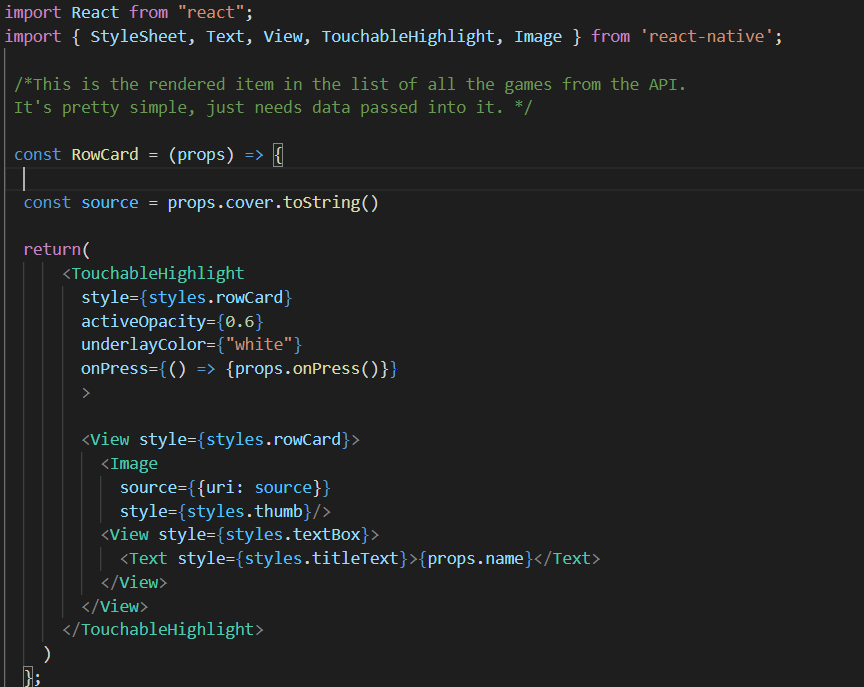 import React from "react";
import { StyleSheet, Text, View, TouchableHighlight, Image } from 'react-native';
/*This is the rendered item in the list of all the games from the API.
It's pretty simple, just needs data passed into it. */
const RowCard = (props) => {
const source = props.cover.toString()
return(
<TouchableHighlight
style={styles.rowCard}
activeOpacity={0.6}
underlayColor={"white"}
onPress={() => {props.onPress()}}
>
<View style={styles.rowCard}>
<Image
source={{uri: source}}
style={styles.thumb}/>
<View style={styles.textBox}>
<Text style={styles.titleText}>{props.name}</Text>
</View>
</View>
</TouchableHighlight>
)
};